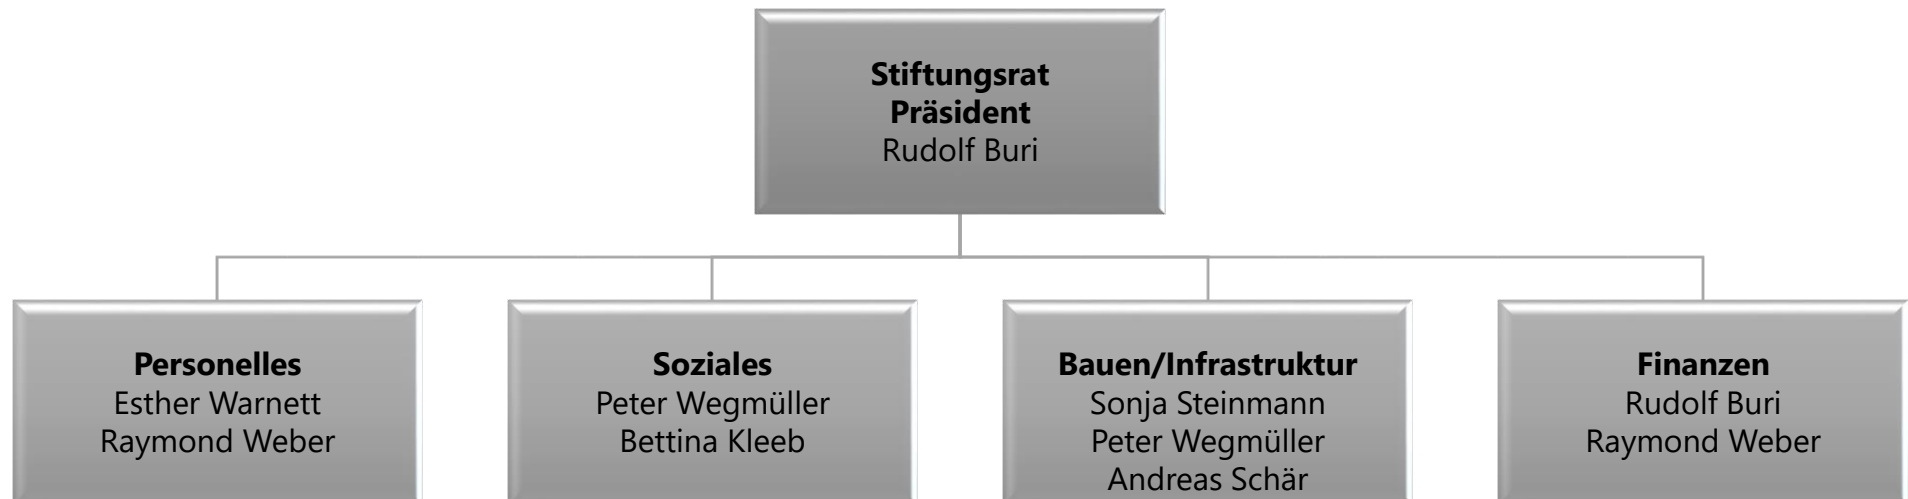 Stiftungsrat
Präsident
Rudolf Buri
Personelles
Esther Warnett
Raymond Weber
Soziales
Peter Wegmüller
Bettina Kleeb
Bauen/Infrastruktur
Sonja Steinmann
Peter Wegmüller
Andreas Schär
Finanzen
Rudolf Buri
Raymond Weber